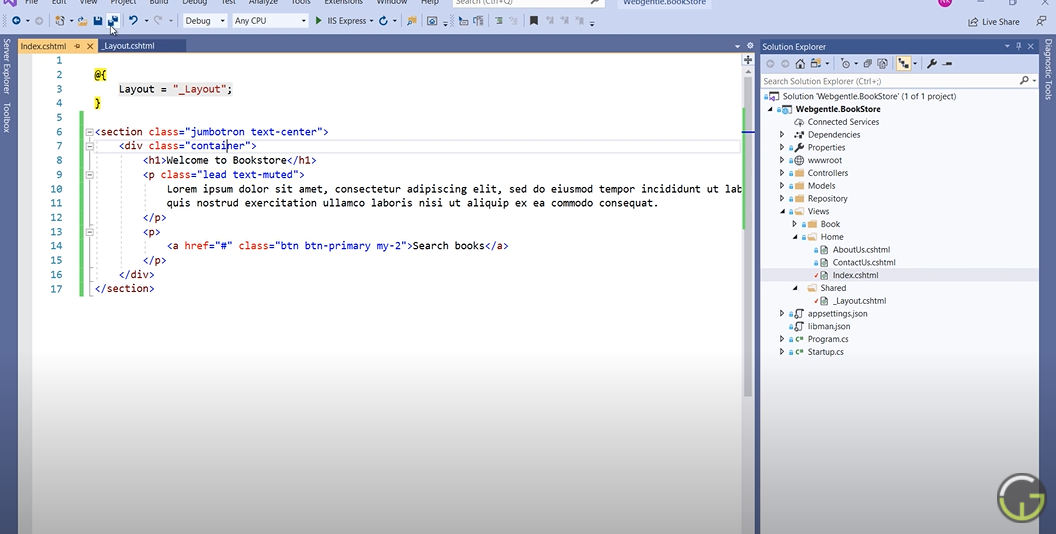 File Edit View Project Build Debug Test Analyze Tools Extensions Window Help Search (Ctrl+Q) Webgentle.BookStore NK
Debug Any CPU IIS Express Live Share
Server Explorer
Toolbox
Index.cshtml _Layout.cshtml
1
2 @{
3 Layout = "_Layout";
4 }
5
6 <section class="jumbotron text-center">
7 <div class="container">
8 <h1>Welcome to Bookstore</h1>
9 <p class="lead text-muted">
10 Lorem ipsum dolor sit amet, consectetur adipiscing elit, sed do eiusmod tempor incididunt ut lab
11 quis nostrud exercitation ullamco laboris nisi ut aliquip ex ea commodo consequat.
12 </p>
13 <p>
14 <a href="#" class="btn btn-primary my-2">Search books</a>
15 </p>
16 </div>
17 </section>
Solution Explorer
Search Solution Explorer (Ctrl+;)
Solution 'Webgentle.BookStore' (1 of 1 project)
Webgentle.BookStore
Connected Services
Dependencies
Properties
wwwroot
Controllers
Models
Repository
Views
Book
Home
AboutUs.cshtml
ContactUs.cshtml
Index.cshtml
Shared
_Layout.cshtml
appsettings.json
libman.json
C# Program.cs
C# Startup.cs
Diagnostic Tools